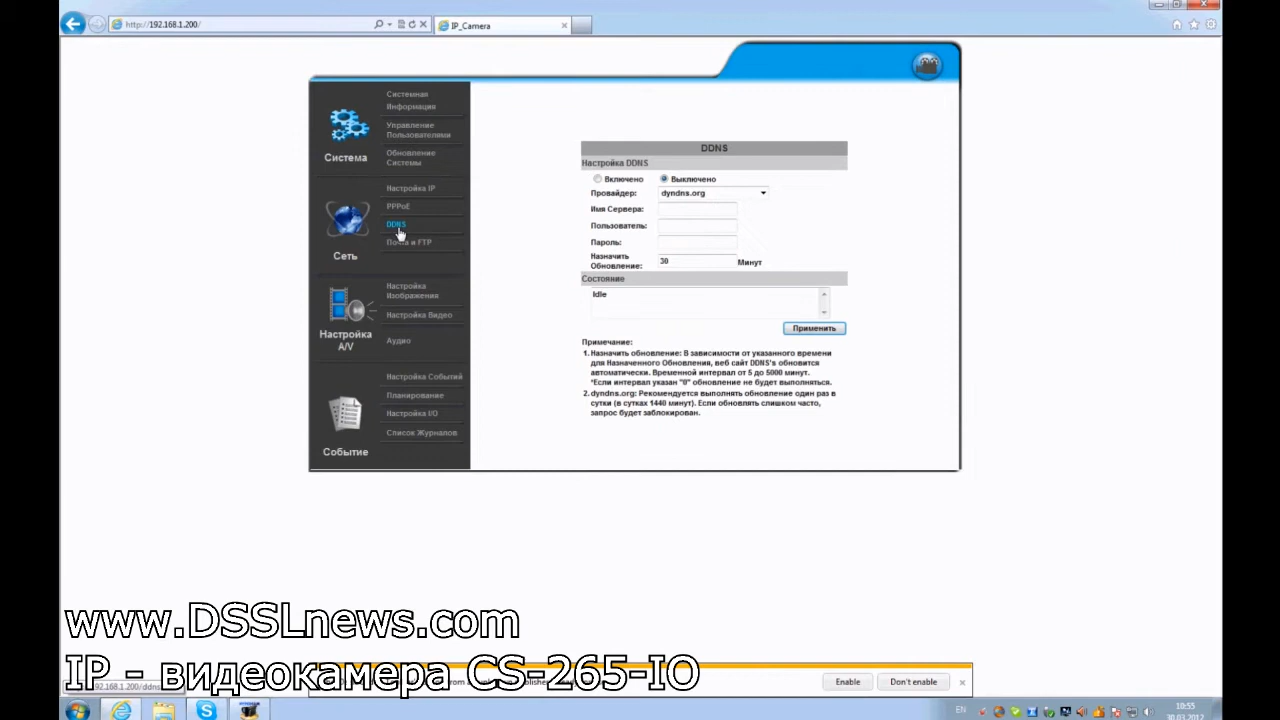 http://192.168.1.200/
IP_Camera
Система
Системная
Информация
Управление
Пользователями
Обновление
Системы
Сеть
Настройка IP
PPPoE
DDNS
Почта и FTP
Настройка
A/V
Настройка
Изображения
Настройка Видео
Аудио
Событие
Настройка Событий
Планирование
Настройка I/O
Список Журналов
DDNS
Настройка DDNS
Включено Выключено
Провайдер: dyndns.org
Имя Сервера:
Пользователь:
Пароль:
Назначить
Обновление: 30 Минут
Состояние
Idle
Применить
Примечание:
1. Назначить обновление: В зависимости от указанного времени
для Назначенного Обновления, веб сайт DDNS's обновится
автоматически. Временной интервал от 5 до 5000 минут.
*Если интервал указан "0" обновление не будет выполняться.
2. dyndns.org: Рекомендуется выполнять обновление один раз в
сутки (в сутках 1440 минут). Если обновлять слишком часто,
запрос будет заблокирован.
www.DSSLnews.com
IP - видеокамера CS-265-IO
Enable Don't enable
EN
10:55
30.03.2012